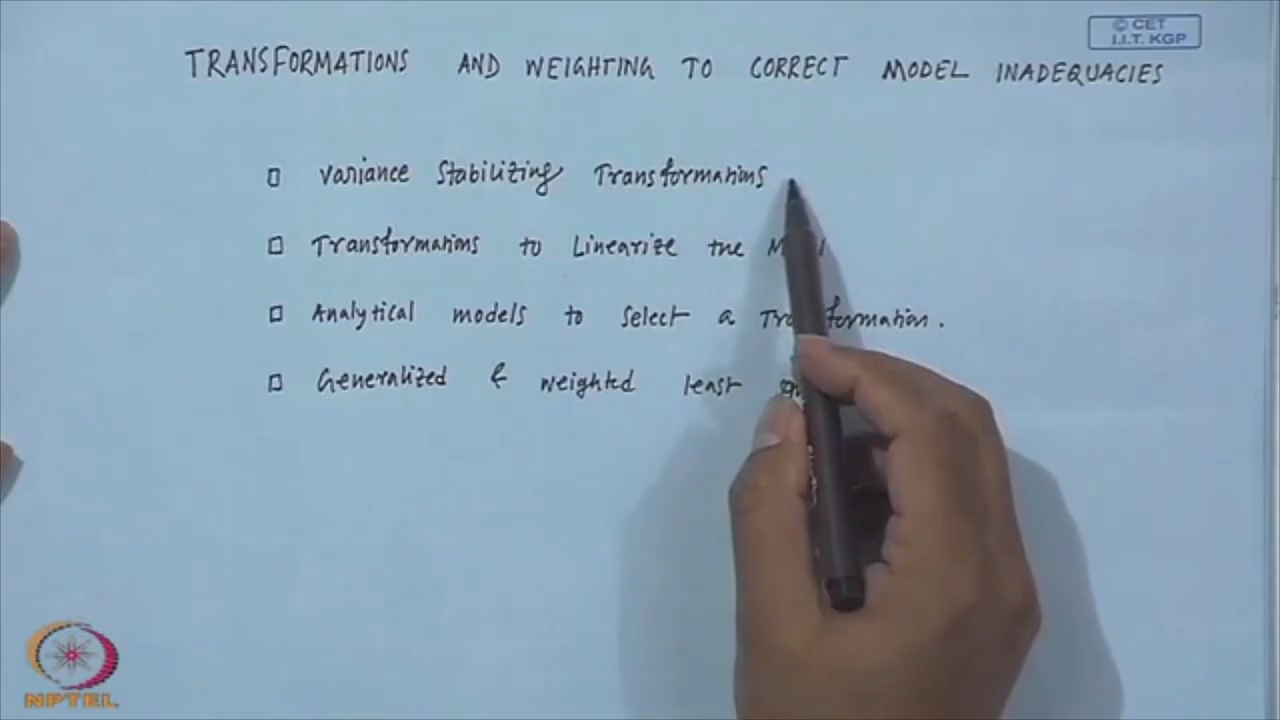 © CET
I.I.T. KGP
TRANSFORMATIONS AND WEIGHTING TO CORRECT MODEL INADEQUACIES
Variance Stabilizing Transformations
Transformations to Linearize the
Analytical models to select a Transformation.
Generalized & weighted least
NPTEL